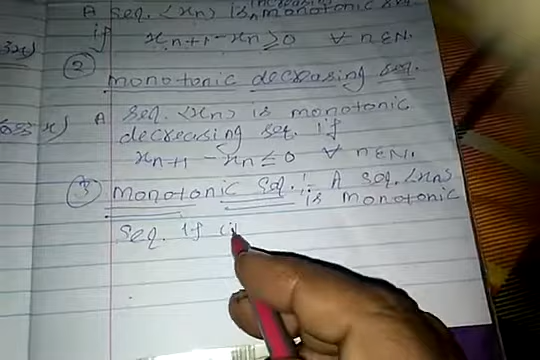 increasing
A seq. <xn> is monotonic
if
xn+1 - xn ≥ 0 ∀ n ∈ N.
② monotonic decreasing seq.
A seq. <xn> is monotonic
decreasing seq. if
xn+1 - xn ≤ 0 ∀ n ∈ N.
③ monotonic seq. :- A seq. <xn>
is monotonic
seq. if